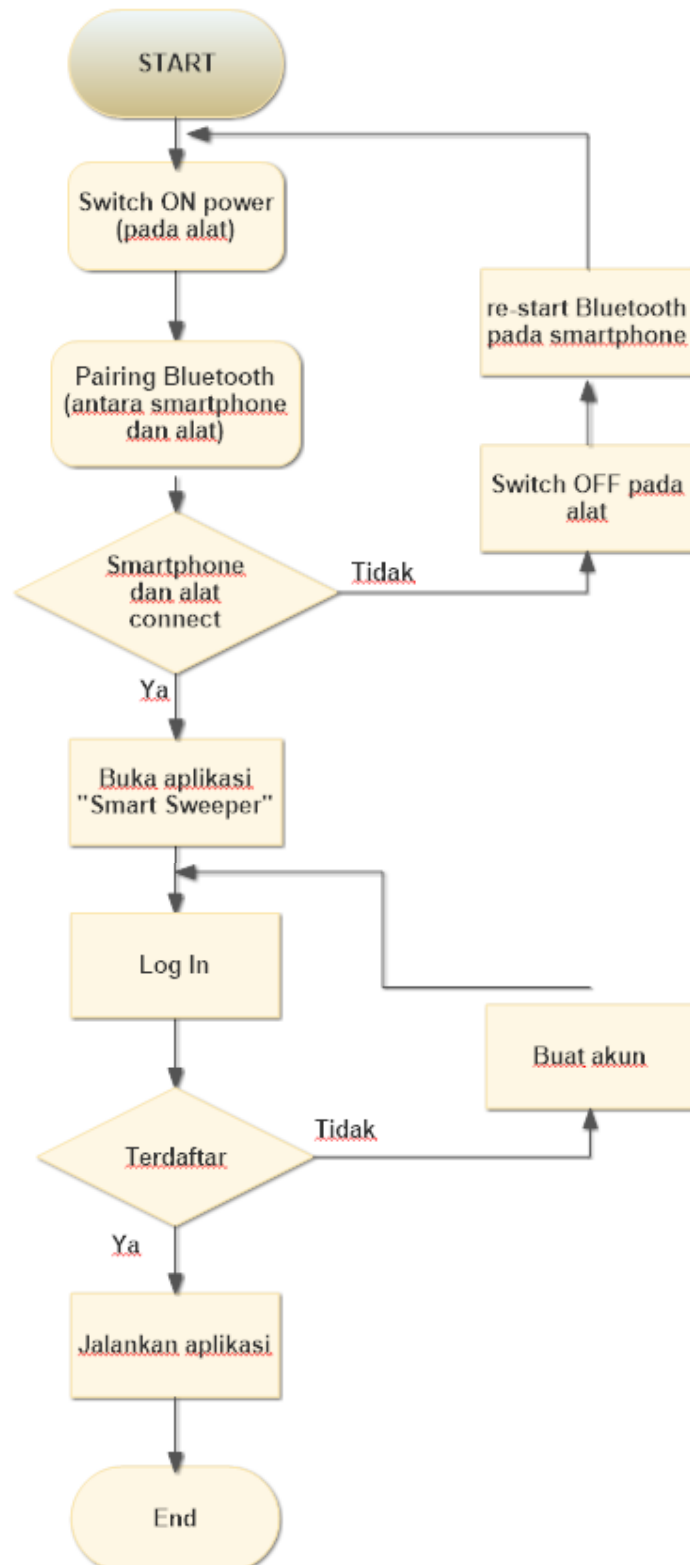 START
Switch ON power
(pada alat)
re-start Bluetooth
pada smartphone
Pairing Bluetooth
(antara smartphone
dan alat)
Switch OFF pada
alat
Smartphone
dan alat
connect
Tidak
Ya
Buka aplikasi
"Smart Sweeper"
Log In
Buat akun
Terdaftar
Tidak
Ya
Jalankan aplikasi
End